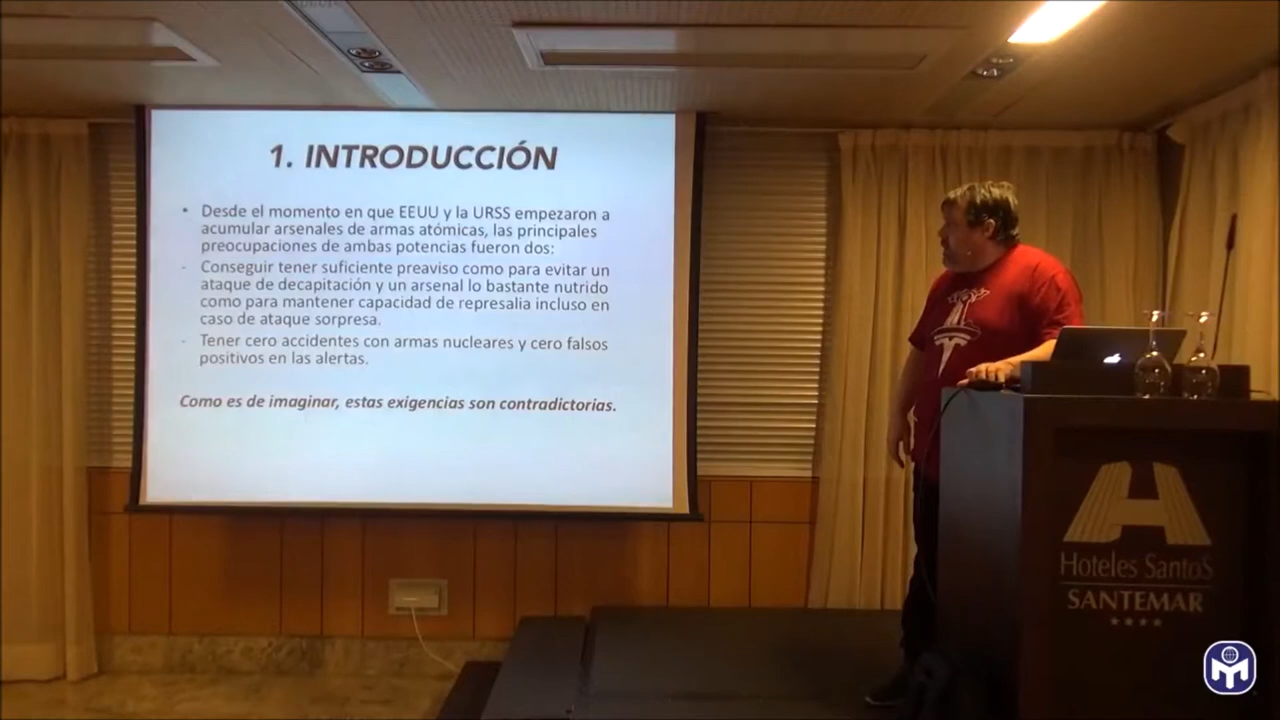 1. INTRODUCCIÓN
• Desde el momento en que EEUU y la URSS empezaron a
acumular arsenales de armas atómicas, las principales
preocupaciones de ambas potencias fueron dos:
- Conseguir tener suficiente preaviso como para evitar un
ataque de decapitación y un arsenal lo bastante nutrido
como para mantener capacidad de represalia incluso en
caso de ataque sorpresa.
- Tener cero accidentes con armas nucleares y cero falsos
positivos en las alertas.
Como es de imaginar, estas exigencias son contradictorias.
Hoteles Santos
SANTEMAR